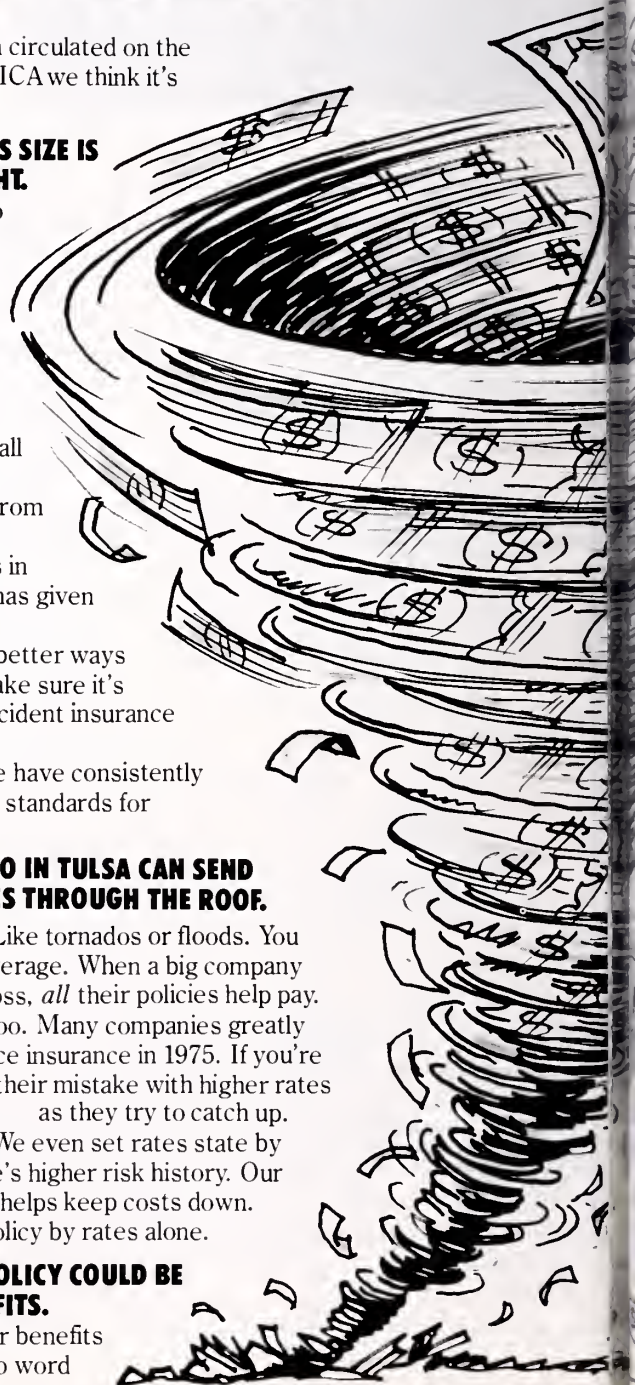 circulated on the
ICA we think it's
S SIZE IS
HT.
all
rom
s in
has given
better ways
ake sure it's
cident insurance
e have consistently
standards for
O IN TULSA CAN SEND
S THROUGH THE ROOF.
Like tornados or floods. You
erage. When a big company
oss, all their policies help pay.
oo. Many companies greatly
ce insurance in 1975. If you're
their mistake with higher rates
as they try to catch up.
We even set rates state by
e's higher risk history. Our
helps keep costs down.
olicy by rates alone.
OLICY COULD BE
FITS.
r benefits
o word
$
$
$
$
$
$
$
$
$
$
$
$
$
$